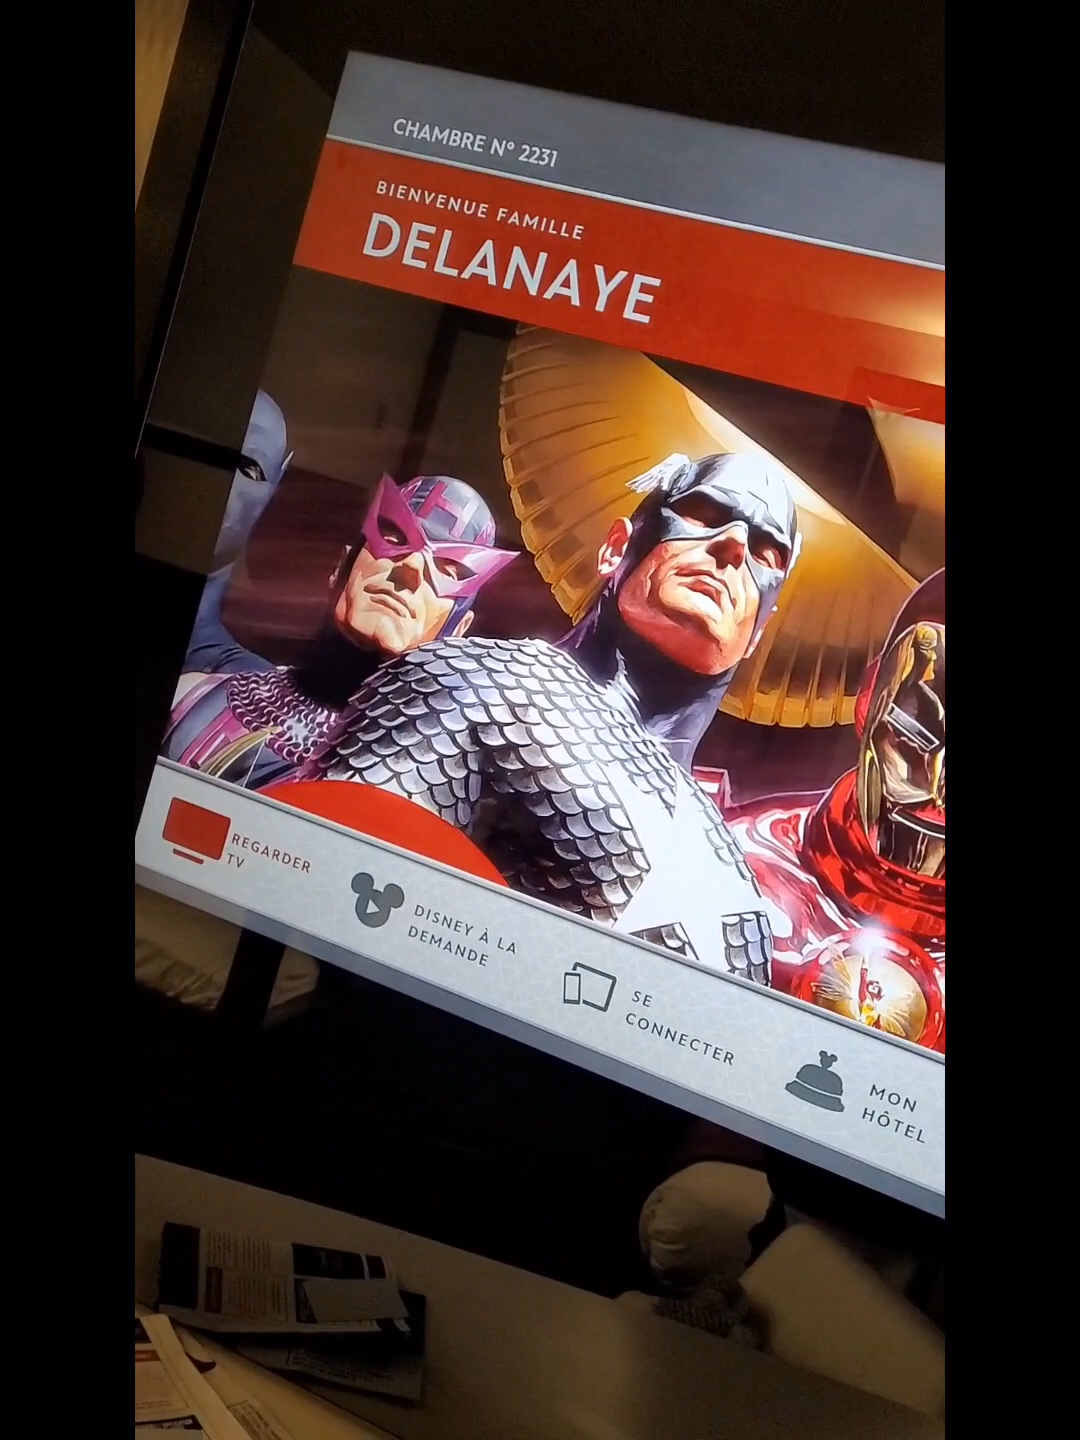 CHAMBRE N° 2231
BIENVENUE FAMILLE
DELANAYE
REGARDER
TV
DISNEY À LA
DEMANDE
SE
CONNECTER
MON
HÔTEL